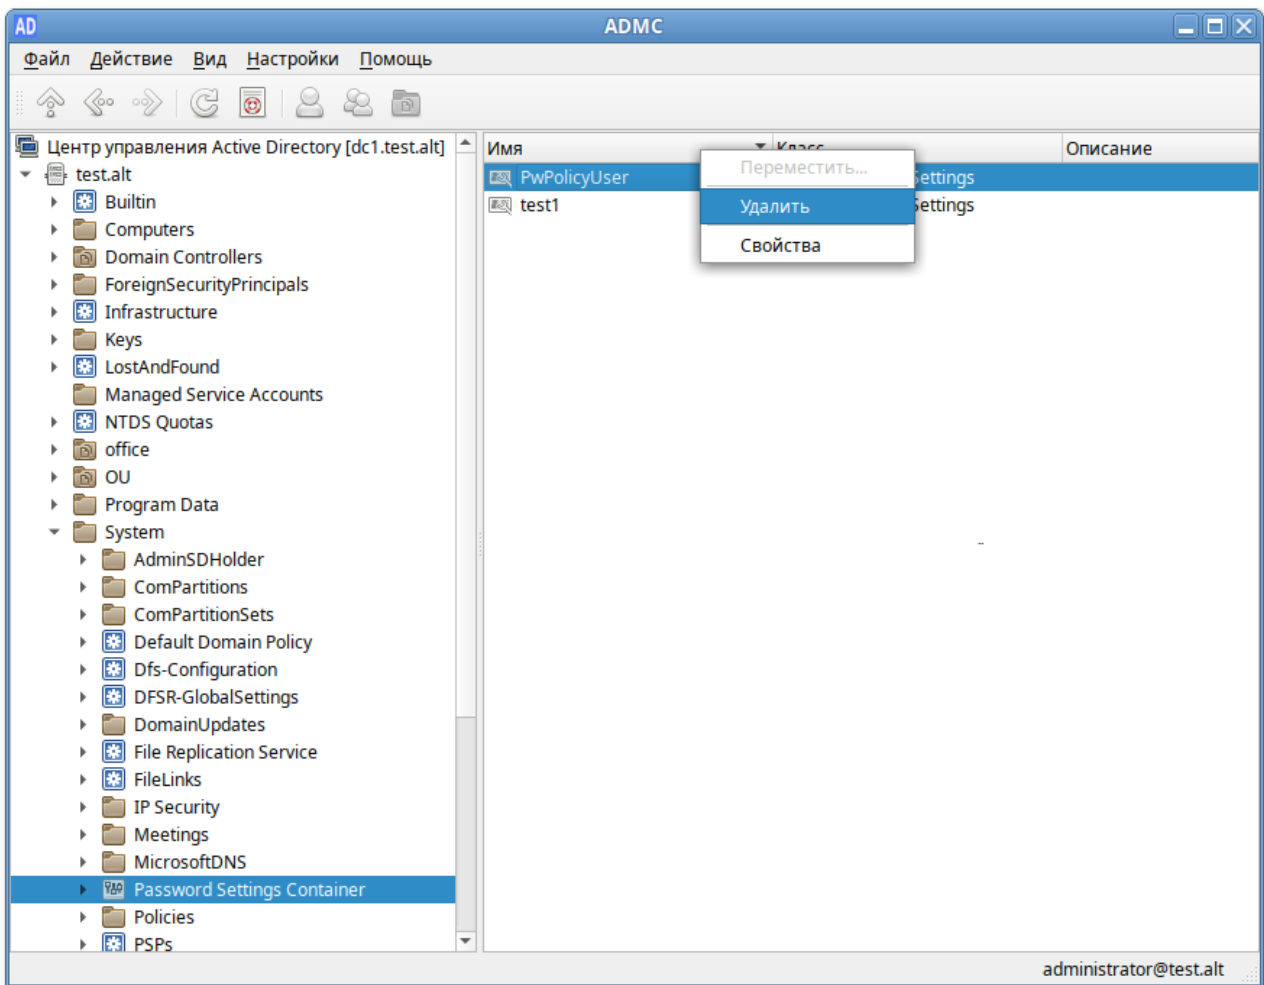 AD ADMC
Файл Действие Вид Настройки Помощь
Центр управления Active Directory [dc1.test.alt]
test.alt
Builtin
Computers
Domain Controllers
ForeignSecurityPrincipals
Infrastructure
Keys
LostAndFound
Managed Service Accounts
NTDS Quotas
office
OU
Program Data
System
AdminSDHolder
ComPartitions
ComPartitionSets
Default Domain Policy
Dfs-Configuration
DFSR-GlobalSettings
DomainUpdates
File Replication Service
FileLinks
IP Security
Meetings
MicrosoftDNS
Password Settings Container
Policies
PSPs
Имя Класс Описание
PwPolicyUser Settings
test1 Settings
Переместить...
Удалить
Свойства
administrator@test.alt